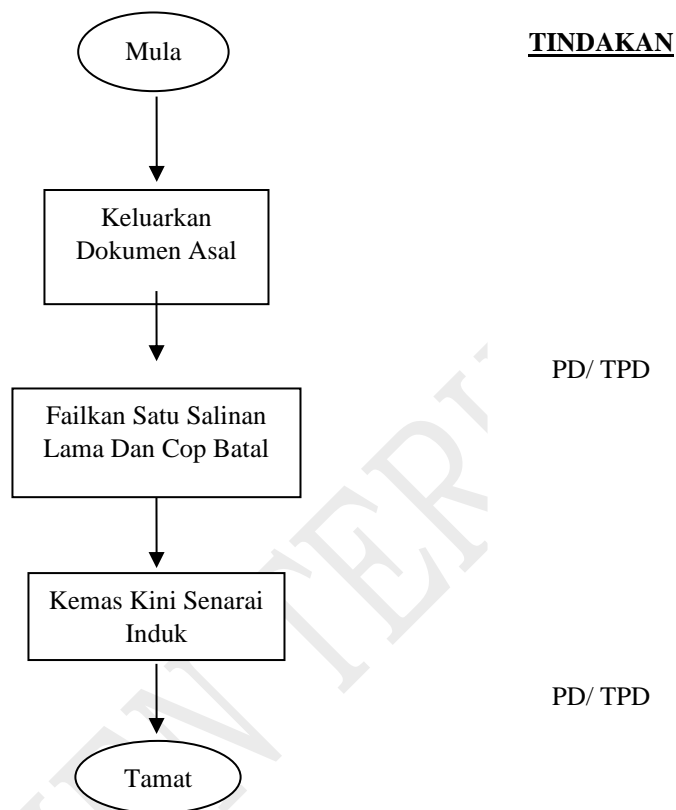 Mula
TINDAKAN
Keluarkan
Dokumen Asal
PD/ TPD
Failkan Satu Salinan
Lama Dan Cop Batal
Kemas Kini Senarai
Induk
PD/ TPD
Tamat